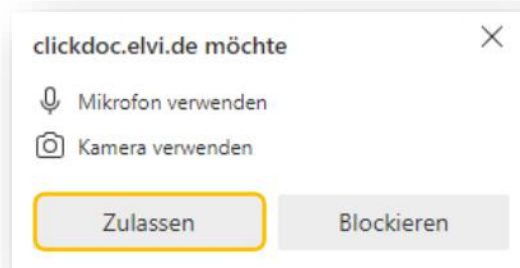 clickdoc.elvi.de möchte
Mikrofon verwenden
Kamera verwenden
Zulassen
Blockieren